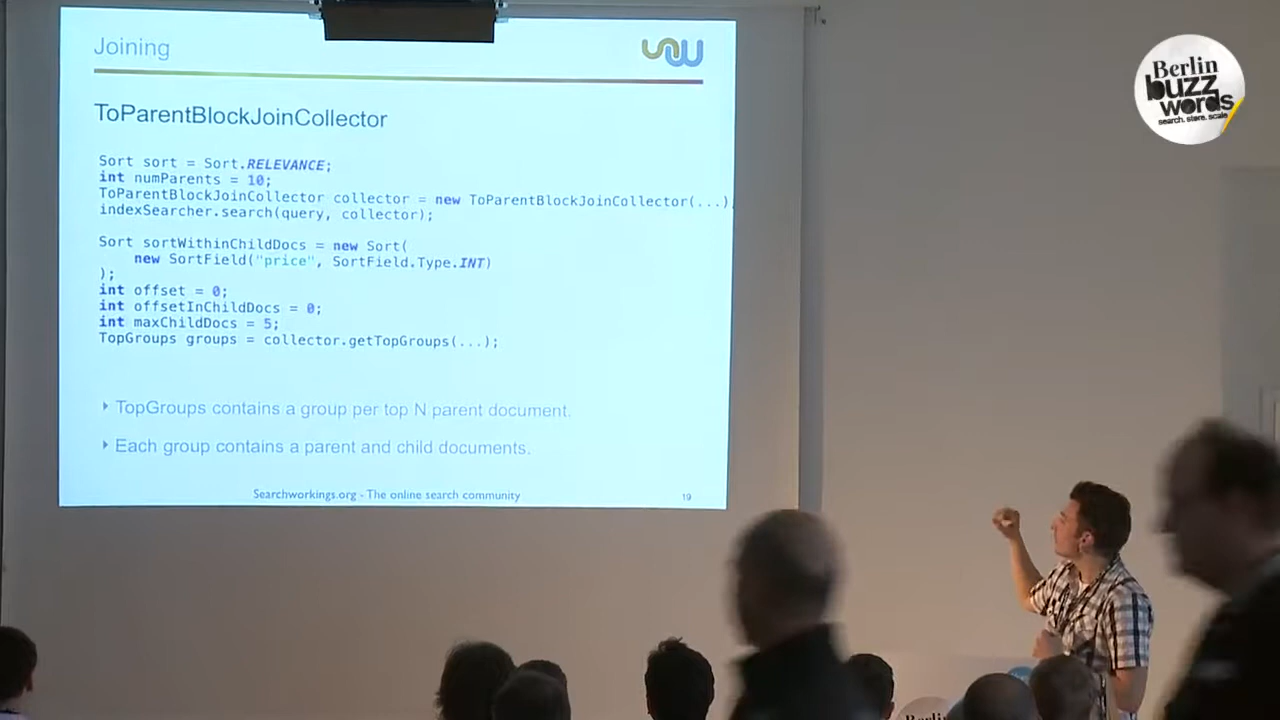 Joining
ToParentBlockJoinCollector
Sort sort = Sort.RELEVANCE;
int numParents = 10;
ToParentBlockJoinCollector collector = new ToParentBlockJoinCollector(...)
indexSearcher.search(query, collector);
Sort sortWithinChildDocs = new Sort(
new SortField("price", SortField.Type.INT)
);
int offset = 0;
int offsetInChildDocs = 0;
int maxChildDocs = 5;
TopGroups groups = collector.getTopGroups(...);
TopGroups contains a group per top N parent document.
Each group contains a parent and child documents.
Searchworkings.org - The online search community
19
Berlin
buzz
words
search. store. scale
Berlin